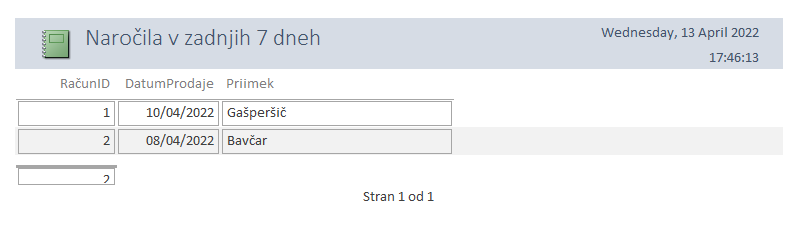 Naročila v zadnjih 7 dneh
Wednesday, 13 April 2022
17:46:13
RačunID DatumProdaje Priimek
1 10/04/2022 Gašperšič
2 08/04/2022 Bavčar
2
Stran 1 od 1